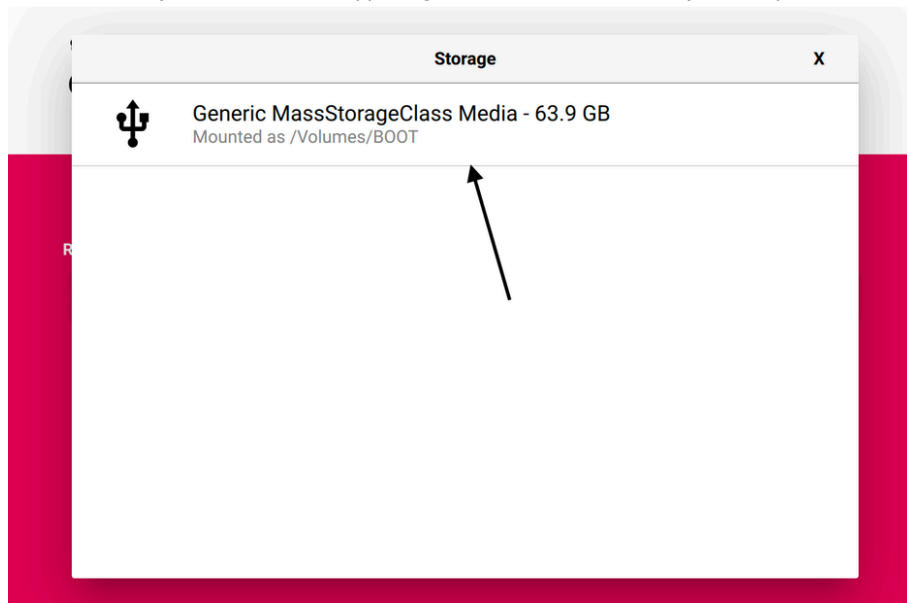 Storage
X
Generic MassStorageClass Media - 63.9 GB
Mounted as /Volumes/BOOT
R